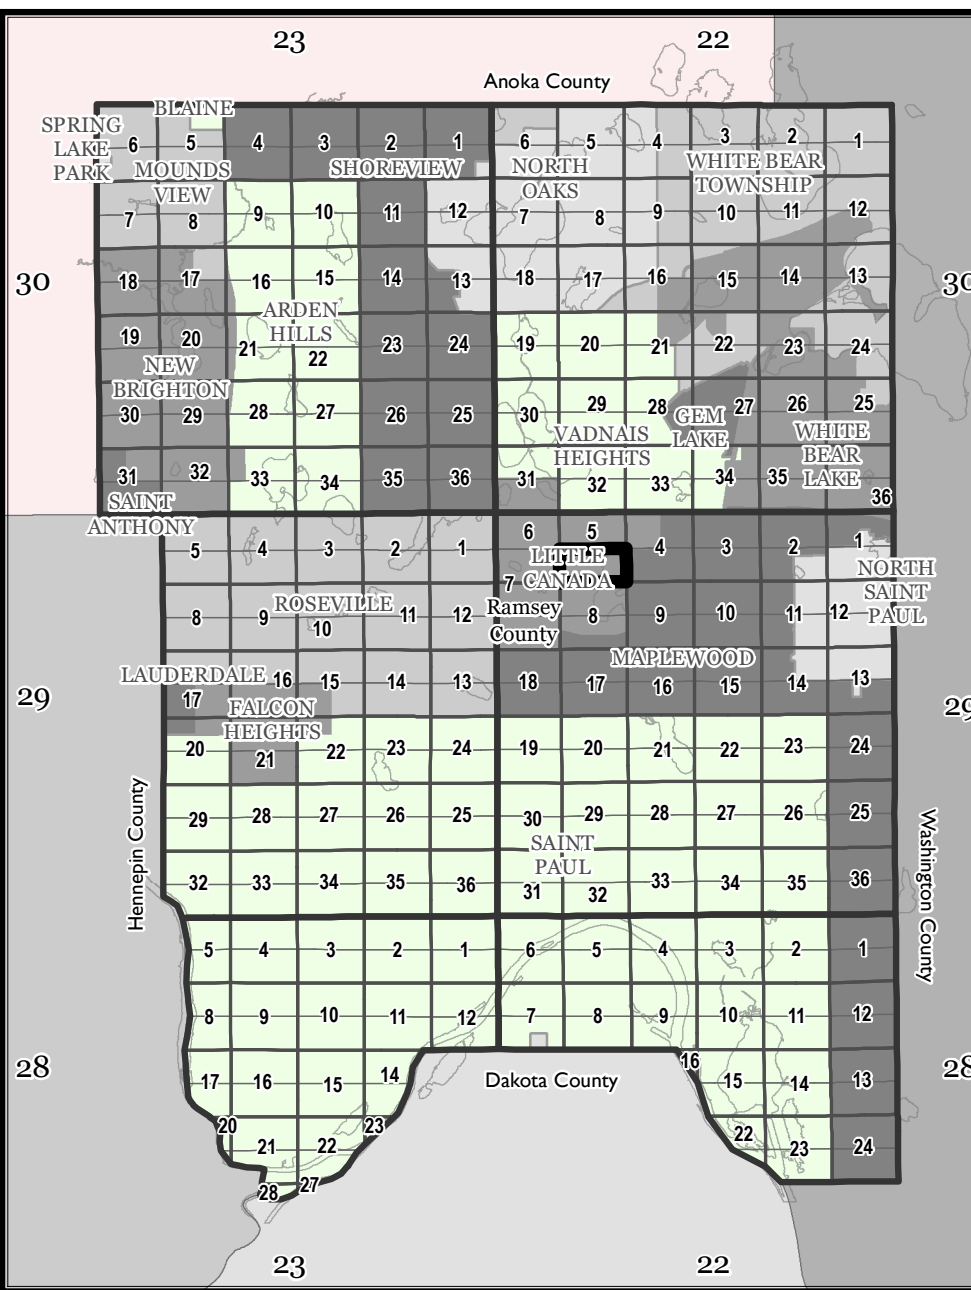 23 22
Anoka County
BLAINE
SPRING
LAKE
PARK
6 5 4 3 2 1 6 5 4 3 2 1
MOUNDS
VIEW
SHOREVIEW
NORTH
OAKS
WHITE BEAR
TOWNSHIP
7 8 9 10 11 12 7 8 9 10 11 12
30 18 17 16 15 14 13 18 17 16 15 14 13 30
ARDEN
HILLS
19 20 21 22 23 24 19 20 21 22 23 24
NEW
BRIGHTON
30 29 28 27 26 25 30 29 28 27 26 25
GEM
LAKE
VADNAIS
HEIGHTS
WHITE
BEAR
LAKE
31 32 33 34 35 36 31 32 33 34 35 36
SAINT
ANTHONY
5 4 3 2 1 6 5 4 3 2 1
LITTLE
CANADA
NORTH
SAINT
PAUL
8 9 10 11 12 7 8 9 10 11 12
ROSEVILLE
Ramsey
County
MAPLEWOOD
LAUDERDALE
29 17 16 15 14 13 18 17 16 15 14 13 29
FALCON
HEIGHTS
20 21 22 23 24 19 20 21 22 23 24
29 28 27 26 25 30 29 28 27 26 25
SAINT
PAUL
32 33 34 35 36 31 32 33 34 35 36
Hennepin County
Washington County
5 4 3 2 1 6 5 4 3 2 1
8 9 10 11 12 7 8 9 10 11 12
28 17 16 15 14 16 15 14 13 28
Dakota County
20 21 22 23 22 23 24
28 27
23 22